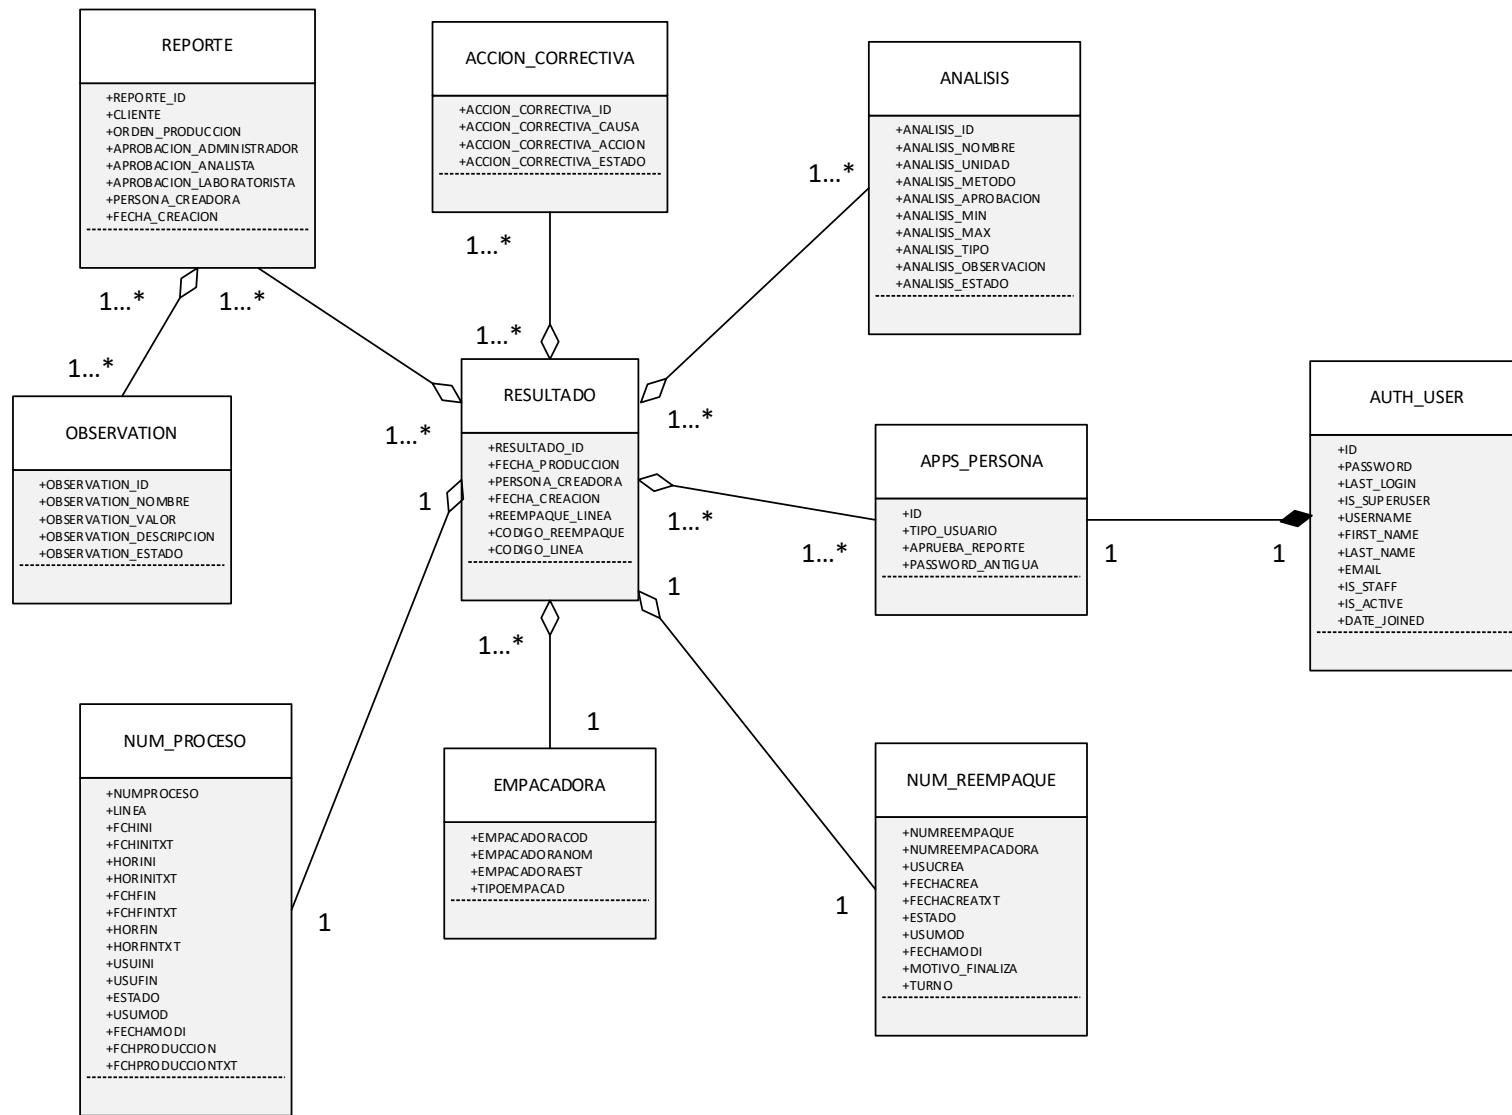 REPORTE
+REPORTE_ID
+CLIENTE
+ORDEN_PRODUCCION
+APROBACION_ADMINISTRADOR
+APROBACION_ANALISTA
+APROBACION_LABORATORISTA
+PERSONA_CREADORA
+FECHA_CREACION
ACCION_CORRECTIVA
+ACCION_CORRECTIVA_ID
+ACCION_CORRECTIVA_CAUSA
+ACCION_CORRECTIVA_ACCION
+ACCION_CORRECTIVA_ESTADO
ANALISIS
+ANALISIS_ID
+ANALISIS_NOMBRE
+ANALISIS_UNIDAD
+ANALISIS_METODO
+ANALISIS_APROBACION
+ANALISIS_MIN
+ANALISIS_MAX
+ANALISIS_TIPO
+ANALISIS_OBSERVACION
+ANALISIS_ESTADO
1...*
1...*
1...*
1...*
1...*
1...*
1...*
1...*
OBSERVATION
+OBSERVATION_ID
+OBSERVATION_NOMBRE
+OBSERVATION_VALOR
+OBSERVATION_DESCRIPCION
+OBSERVATION_ESTADO
RESULTADO
+RESULTADO_ID
+FECHA_PRODUCCION
+PERSONA_CREADORA
+FECHA_CREACION
+REEMPAQUE_LINEA
+CODIGO_REEMPAQUE
+CODIGO_LINEA
APPS_PERSONA
+ID
+TIPO_USUARIO
+APRUEBA_REPORTE
+PASSWORD_ANTIGUA
AUTH_USER
+ID
+PASSWORD
+LAST_LOGIN
+IS_SUPERUSER
+USERNAME
+FIRST_NAME
+LAST_NAME
+EMAIL
+IS_STAFF
+IS_ACTIVE
+DATE_JOINED
1
1...*
1...*
1
1
1
1...*
1
1
1
NUM_PROCESO
+NUMPROCESO
+LINEA
+FCHINI
+FCHINITXT
+HORINI
+HORINITXT
+FCHFIN
+FCHFINTXT
+HORFIN
+HORFINTXT
+USUINI
+USUFIN
+ESTADO
+USUMOD
+FECHAMODI
+FCHPRODUCCION
+FCHPRODUCCIONTXT
EMPACADORA
+EMPACADORACOD
+EMPACADORANOM
+EMPACADORAEST
+TIPOEMPACAD
NUM_REEMPAQUE
+NUMREEMPAQUE
+NUMREEMPACADORA
+USUCREA
+FECHACREA
+FECHACREATXT
+ESTADO
+USUMOD
+FECHAMODI
+MOTIVO_FINALIZA
+TURNO